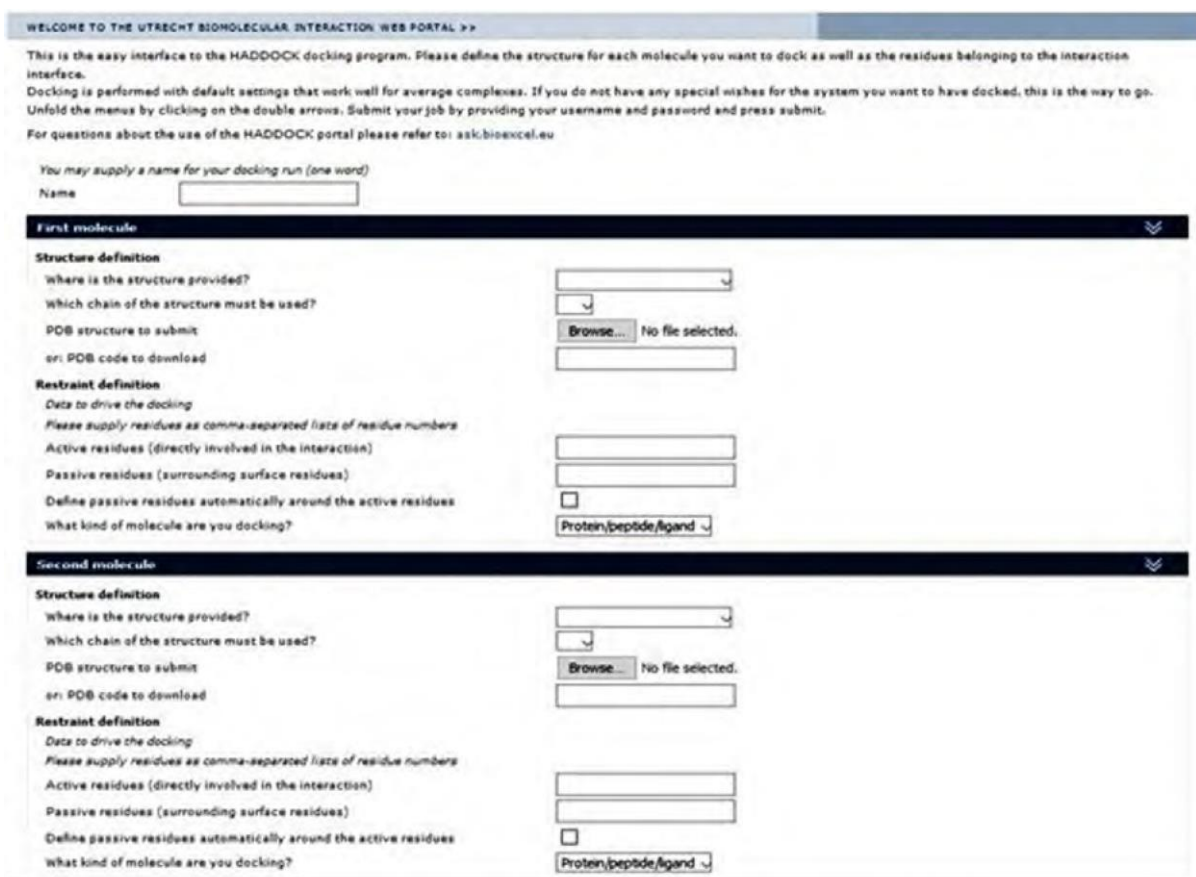 WELCOME TO THE UTRECHT BIOMOLECULAR INTERACTION WEB PORTAL >>
This is the easy interface to the HADDOCK docking program. Please define the structure for each molecule you want to dock as well as the residues belonging to the interaction
interface.
Docking is performed with default settings that work well for average complexes. If you do not have any special wishes for the system you want to have docked, this is the way to go.
Unfold the menus by clicking on the double arrows. Submit your job by providing your username and password and press submit.
For questions about the use of the HADDOCK portal please refer to: ask.bioexcel.eu
You may supply a name for your docking run (one word)
Name
First molecule
Structure definition
Where is the structure provided?
Which chain of the structure must be used?
PDB structure to submit Browse... No file selected.
or: PDB code to download
Restraint definition
Data to drive the docking
Please supply residues as comma-separated lists of residue numbers
Active residues (directly involved in the interaction)
Passive residues (surrounding surface residues)
Define passive residues automatically around the active residues
What kind of molecule are you docking? Protein/peptide/ligand
Second molecule
Structure definition
Where is the structure provided?
Which chain of the structure must be used?
PDB structure to submit Browse... No file selected.
or: PDB code to download
Restraint definition
Data to drive the docking
Please supply residues as comma-separated lists of residue numbers
Active residues (directly involved in the interaction)
Passive residues (surrounding surface residues)
Define passive residues automatically around the active residues
What kind of molecule are you docking? Protein/peptide/ligand